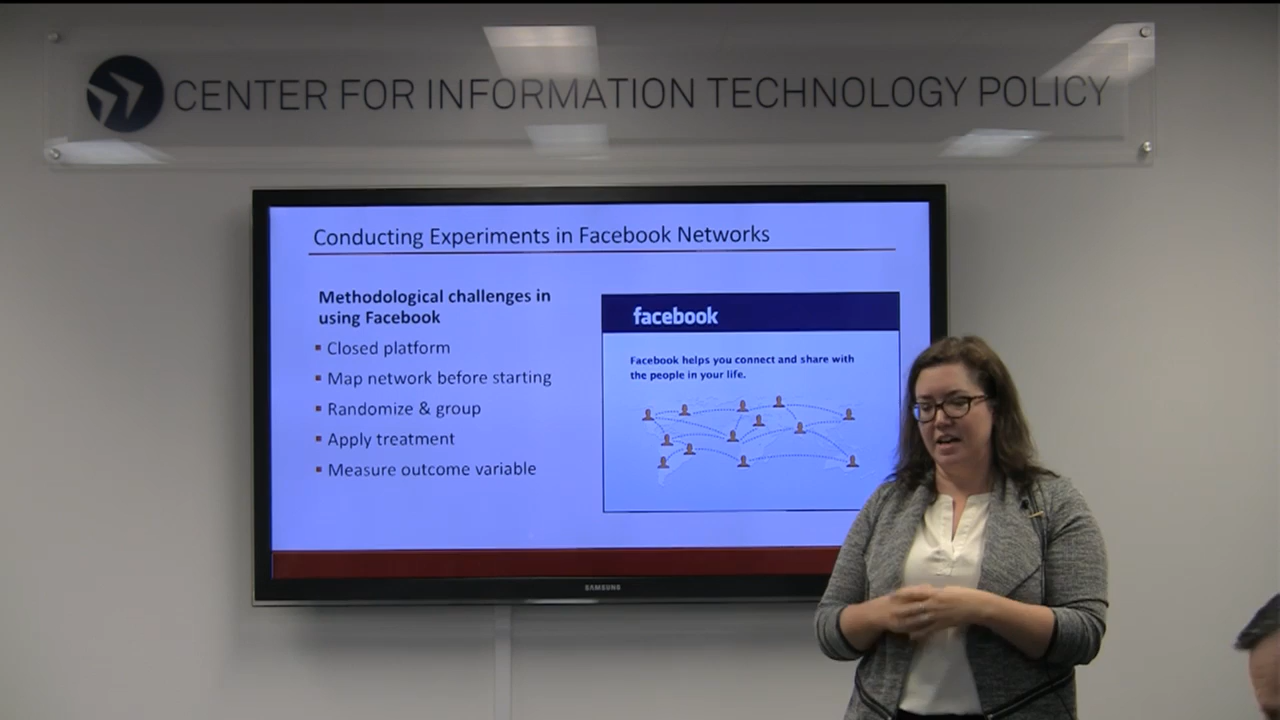 CENTER FOR INFORMATION TECHNOLOGY POLICY
Conducting Experiments in Facebook Networks
Methodological challenges in
using Facebook
▪ Closed platform
▪ Map network before starting
▪ Randomize & group
▪ Apply treatment
▪ Measure outcome variable
facebook
Facebook helps you connect and share with
the people in your life.
SAMSUNG